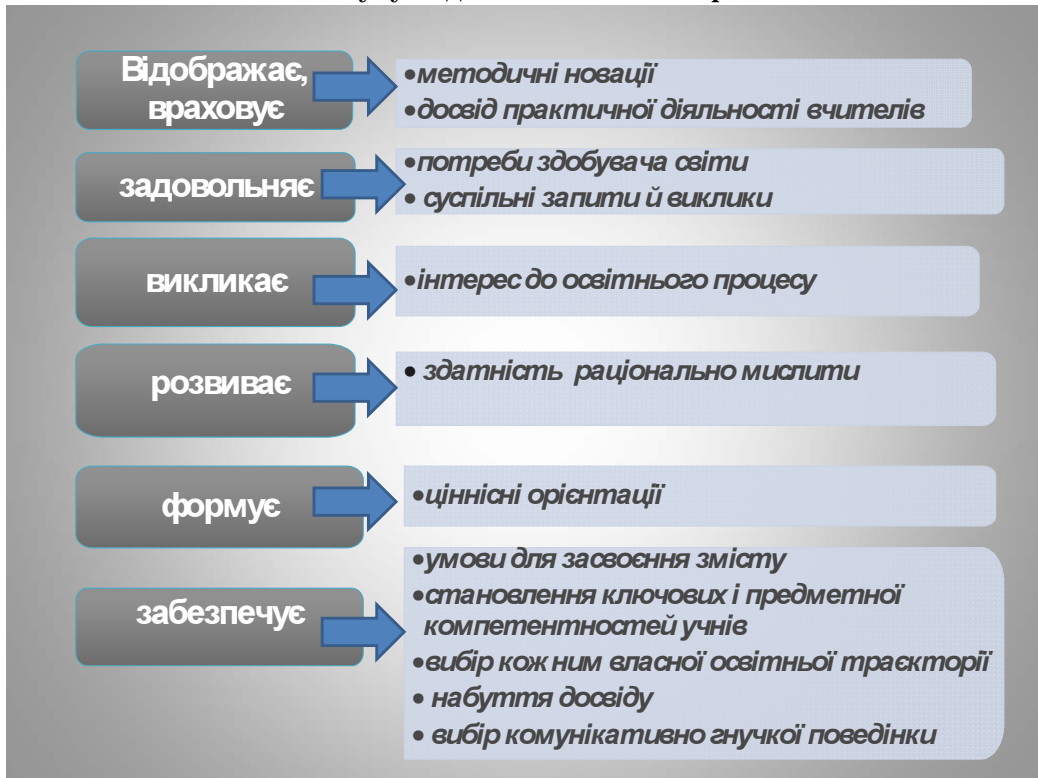 Відображає,
враховує
•методичні новації
•досвід практичної діяльності вчителів
задовольняє
•потреби здобувача світи
• суспільні запити й виклики
викликає
•інтерес до освітнього процесу
розвиває
• здатність раціонально мислити
формує
•ціннісні орієнтації
забезпечує
•умови для засвоєння змісту
•становлення ключових і предметної
компетентностей учнів
•вибір кож ним власної освітньої траєкторії
• набуття досвіду
• вибір комунікативно гнучкої поведінки